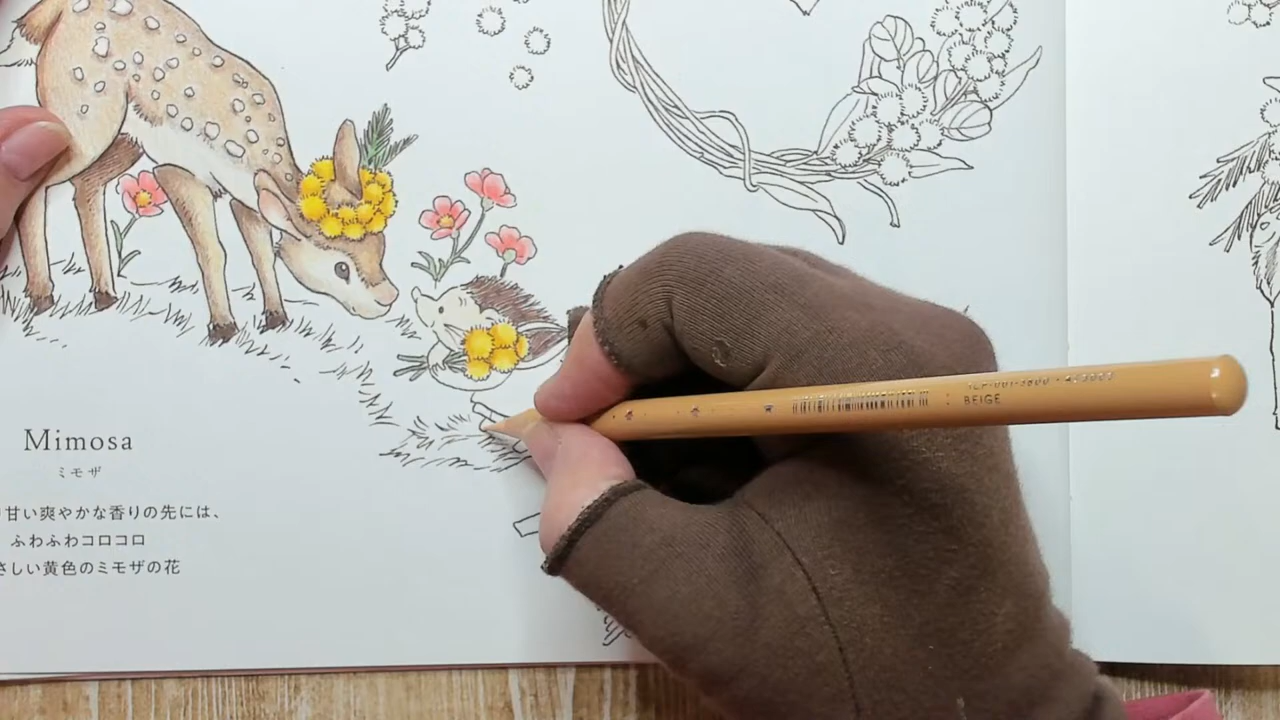 Mimosa
ミモザ
甘い爽やかな香りの先には、
ふわふわコロコロ
さしい黄色のミモザの花
BEIGE